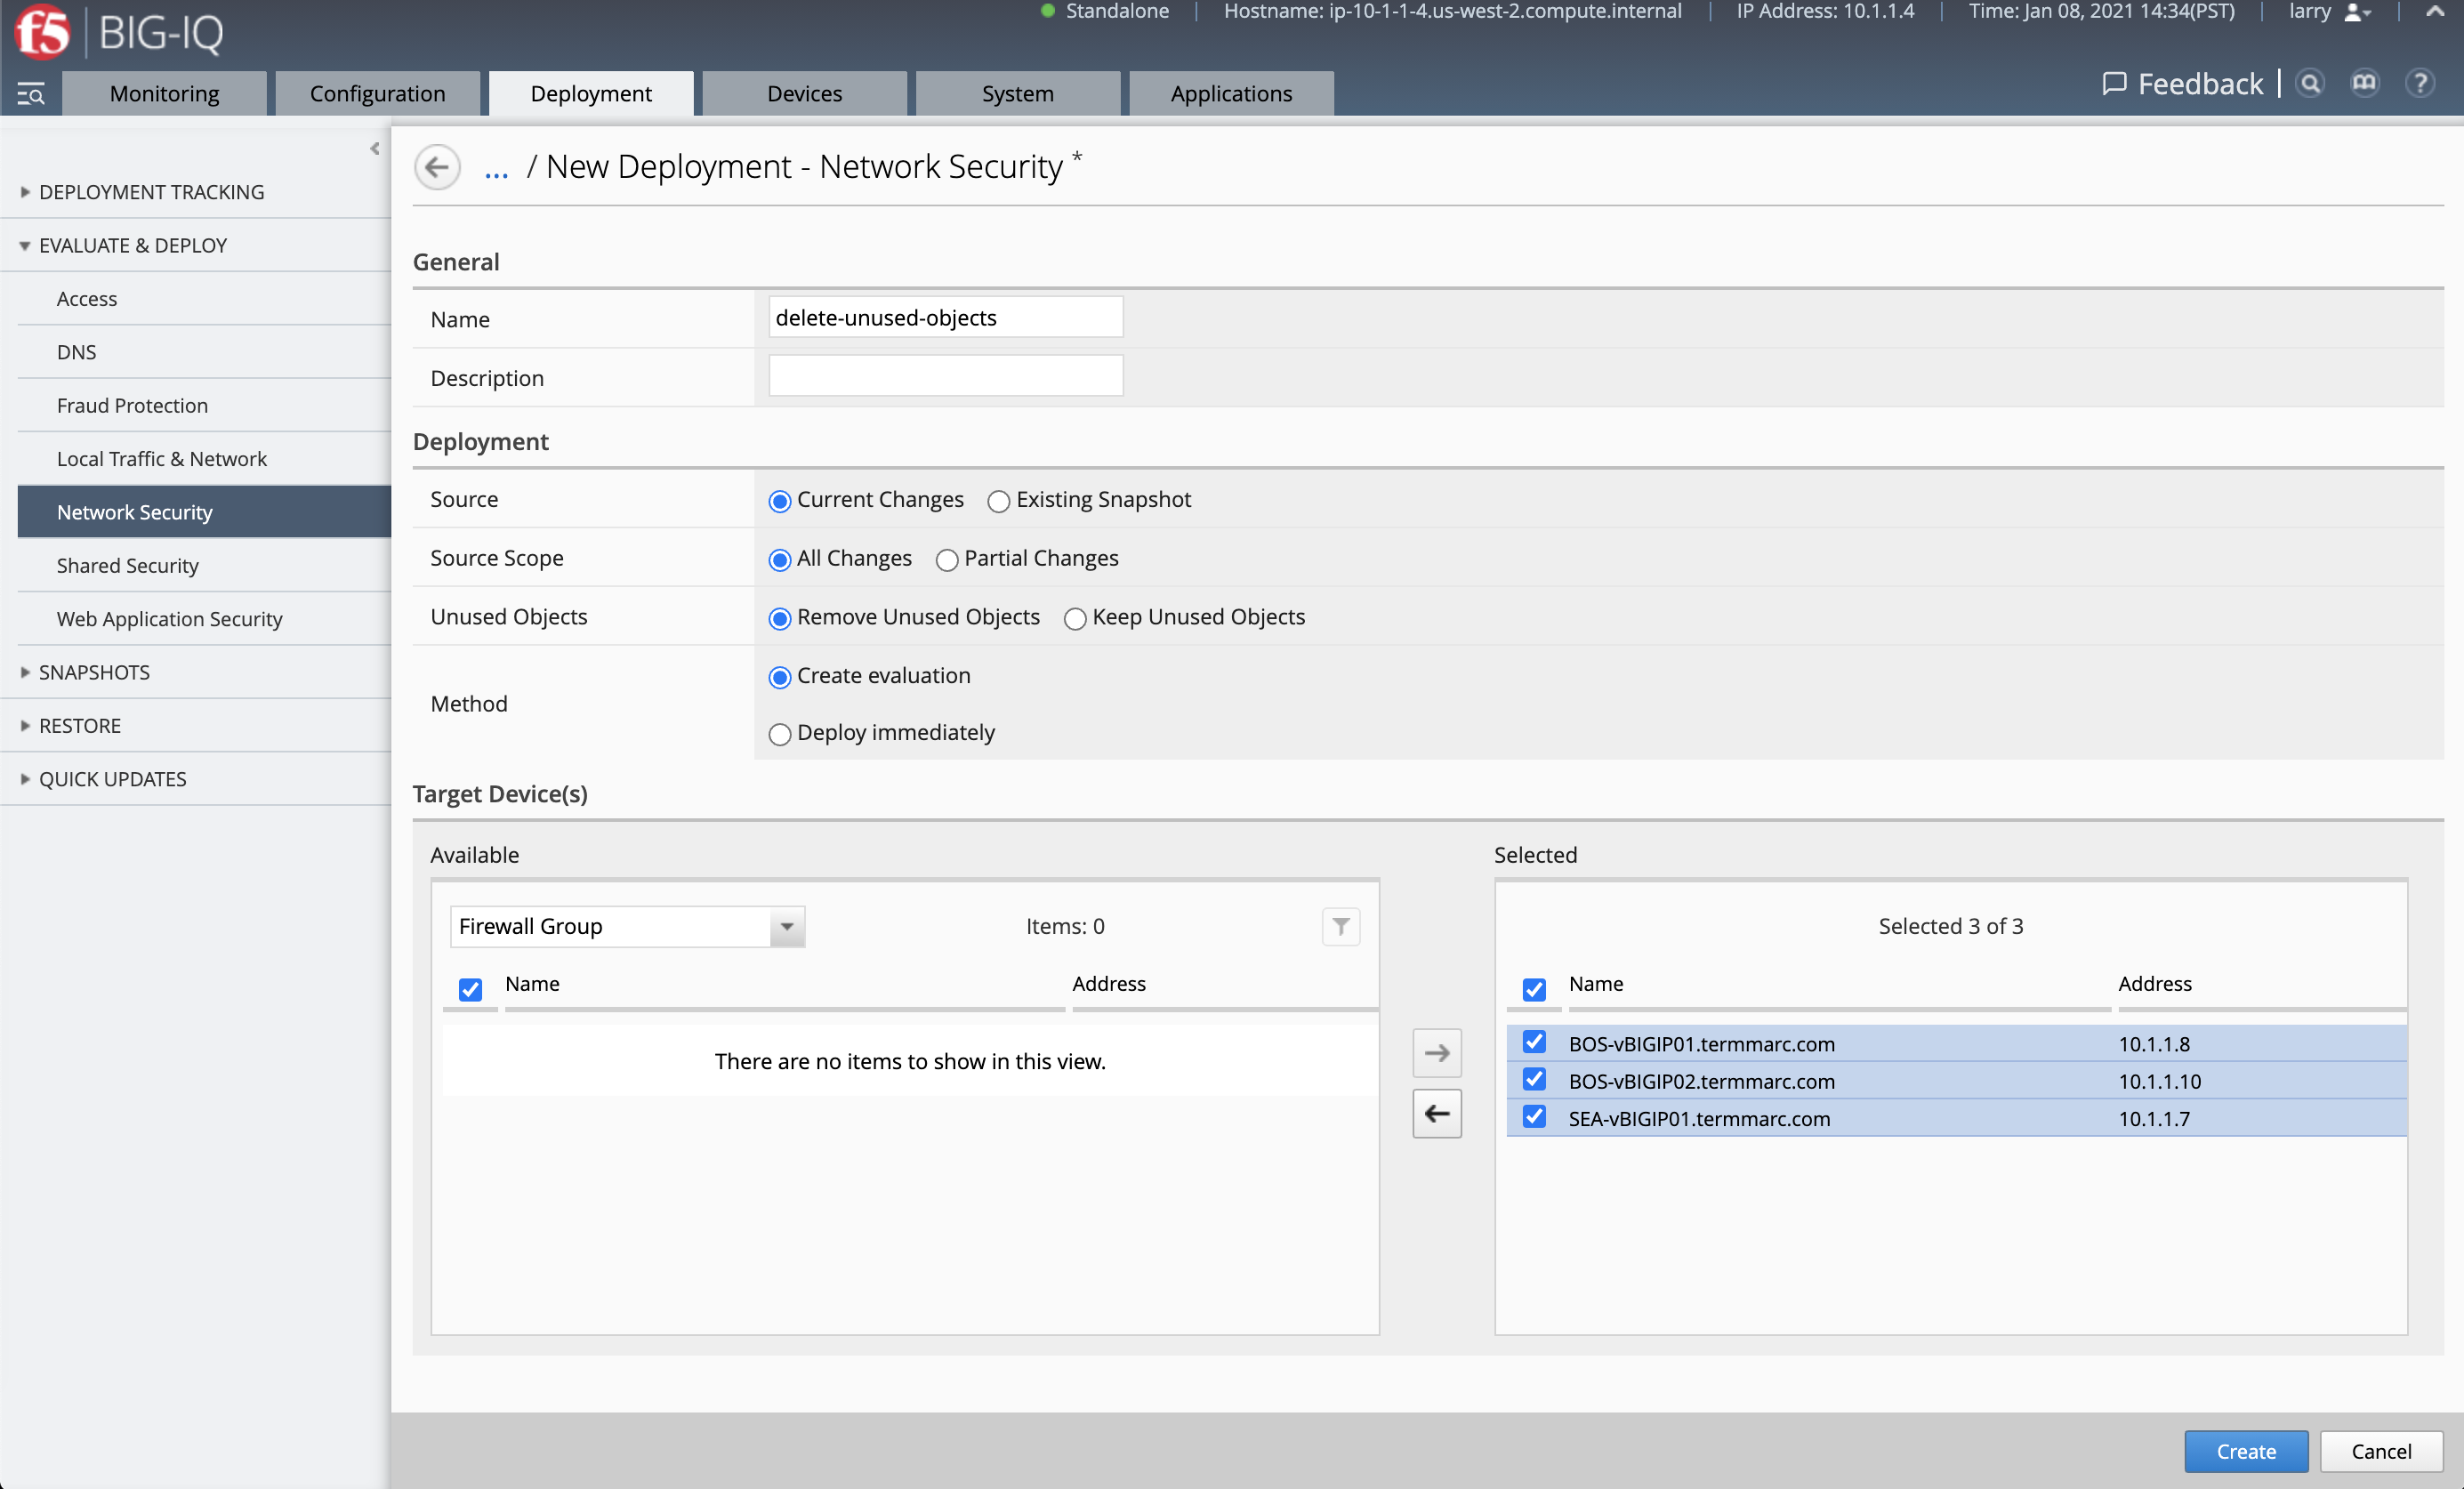 f5 BIG-IQ
Standalone | Hostname: ip-10-1-1-4.us-west-2.compute.internal | IP Address: 10.1.1.4 | Time: Jan 08, 2021 14:34(PST) | larry
Monitoring Configuration Deployment Devices System Applications
Feedback | ?
DEPLOYMENT TRACKING
EVALUATE & DEPLOY
Access
DNS
Fraud Protection
Local Traffic & Network
Network Security
Shared Security
Web Application Security
SNAPSHOTS
RESTORE
QUICK UPDATES
... / New Deployment - Network Security *
General
Name delete-unused-objects
Description
Deployment
Source Current Changes Existing Snapshot
Source Scope All Changes Partial Changes
Unused Objects Remove Unused Objects Keep Unused Objects
Method Create evaluation
Deploy immediately
Target Device(s)
Available
Firewall Group Items: 0
Name Address
There are no items to show in this view.
Selected
Selected 3 of 3
Name Address
BOS-vBIGIP01.termmarc.com 10.1.1.8
BOS-vBIGIP02.termmarc.com 10.1.1.10
SEA-vBIGIP01.termmarc.com 10.1.1.7
Create Cancel